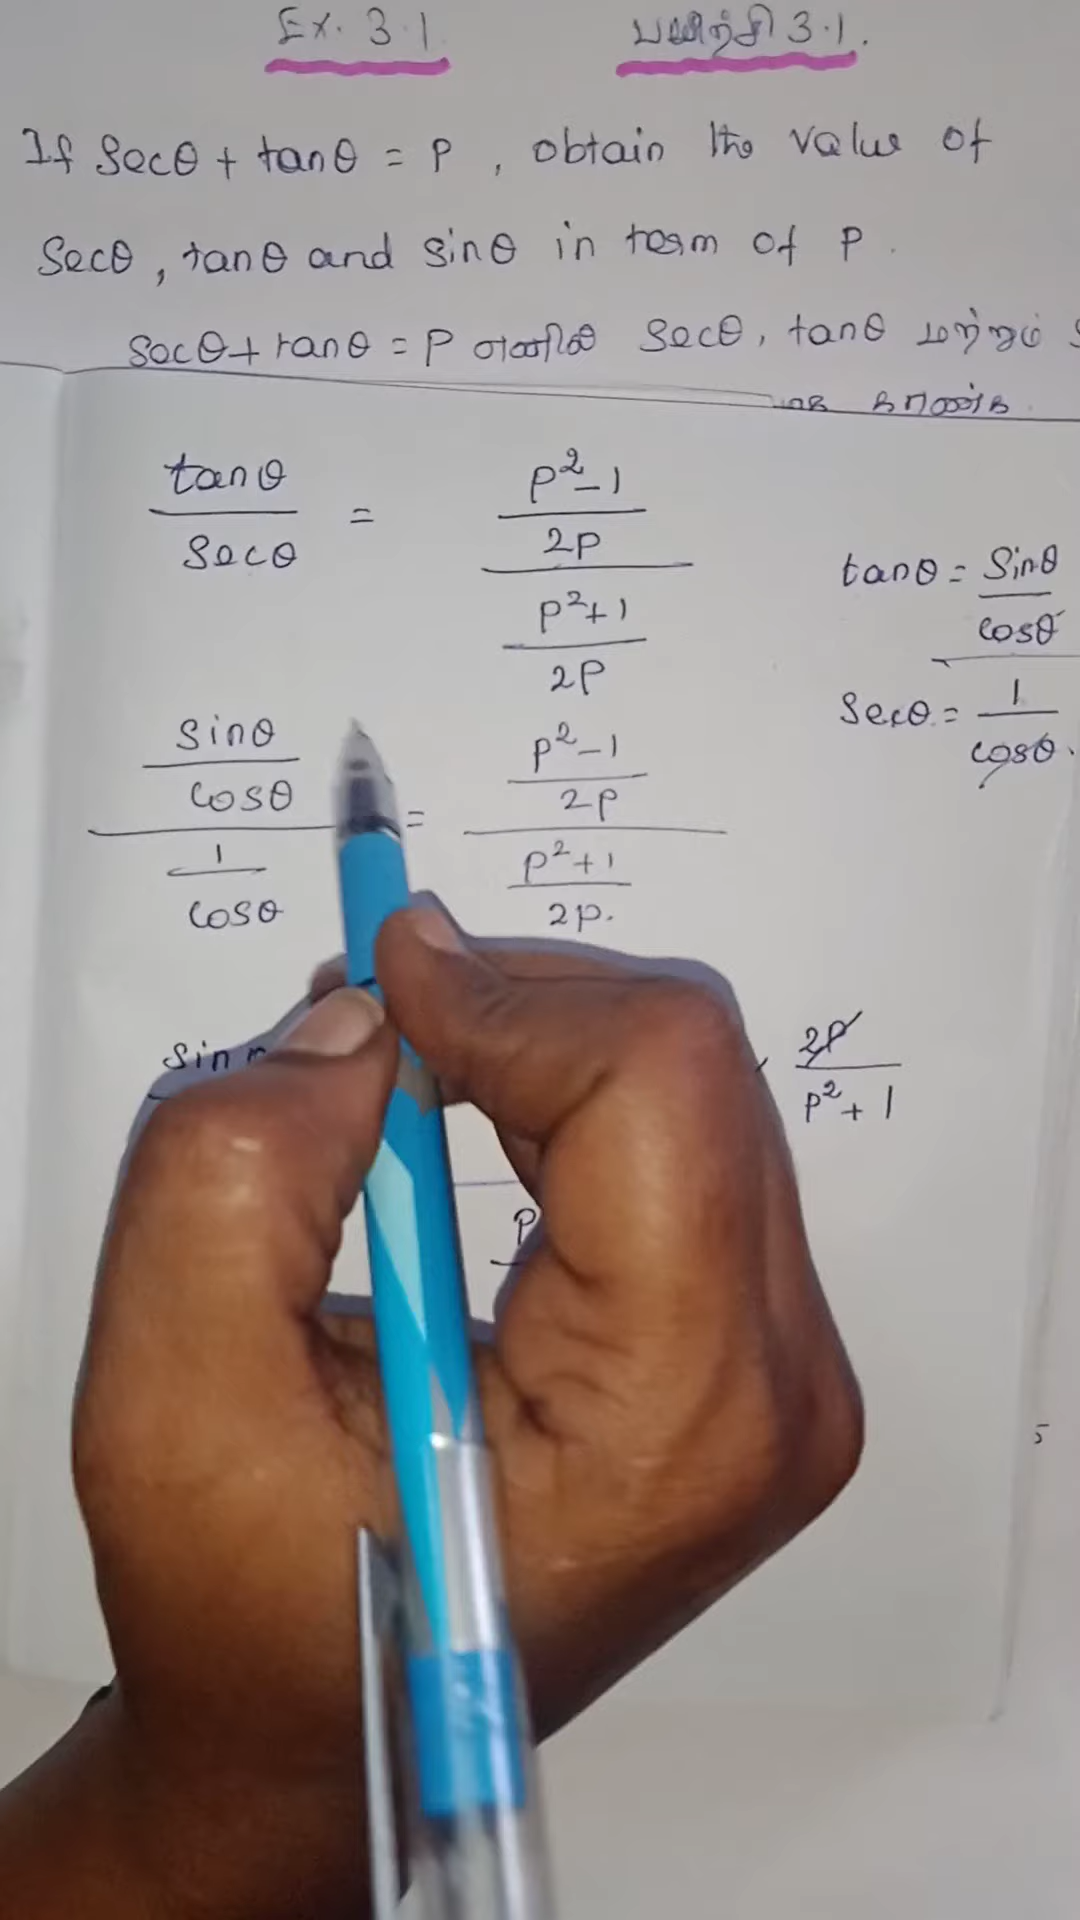 Ex. 3.1 பயிற்சி 3.1.
If Secθ + tanθ = P, obtain the value of
Secθ, tanθ and sinθ in term of P.
secθ + tanθ = P எனில் Secθ, tanθ மற்றும்
காண்க.
tanθ / Secθ = (P²-1 / 2P) / (P²+1 / 2P)
tanθ = Sinθ / cosθ
Secθ = 1 / cosθ.
(sinθ / cosθ) / (1 / cosθ) = (P²-1 / 2P) / (P²+1 / 2P).
sin
2P / P²+1
P